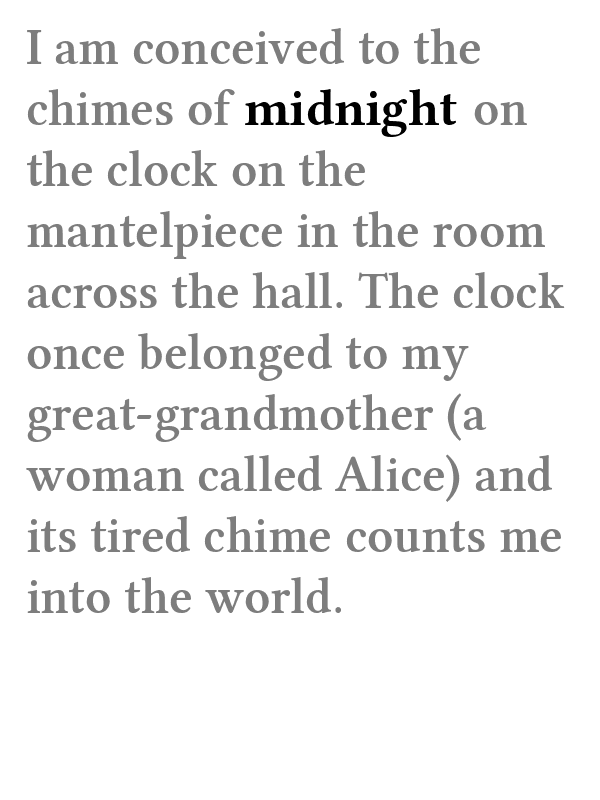 I am conceived to the
chimes of midnight on
the clock on the
mantelpiece in the room
across the hall. The clock
once belonged to my
great-grandmother (a
woman called Alice) and
its tired chime counts me
into the world.